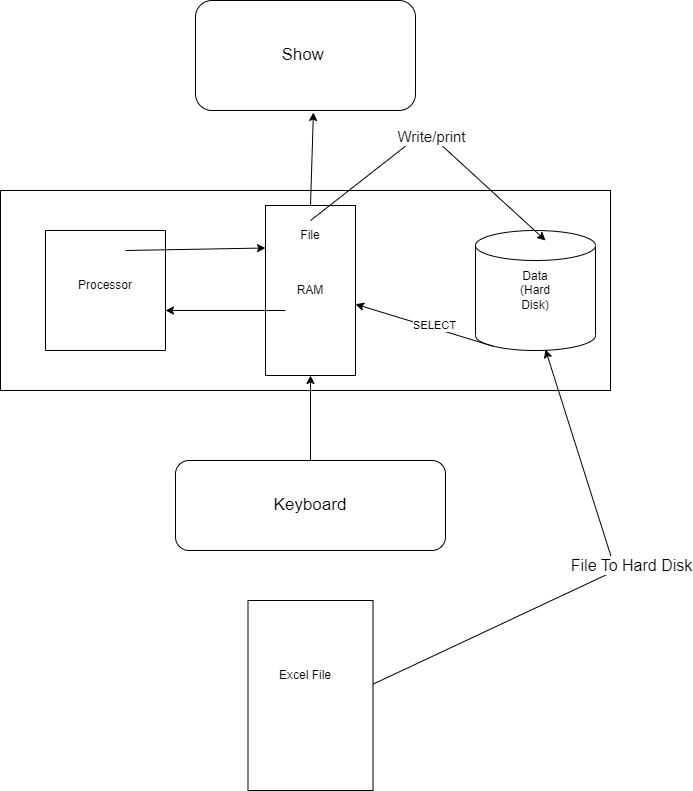 Show
Write/print
File
Processor
RAM
Data
(Hard
Disk)
SELECT
Keyboard
File To Hard Disk
Excel File